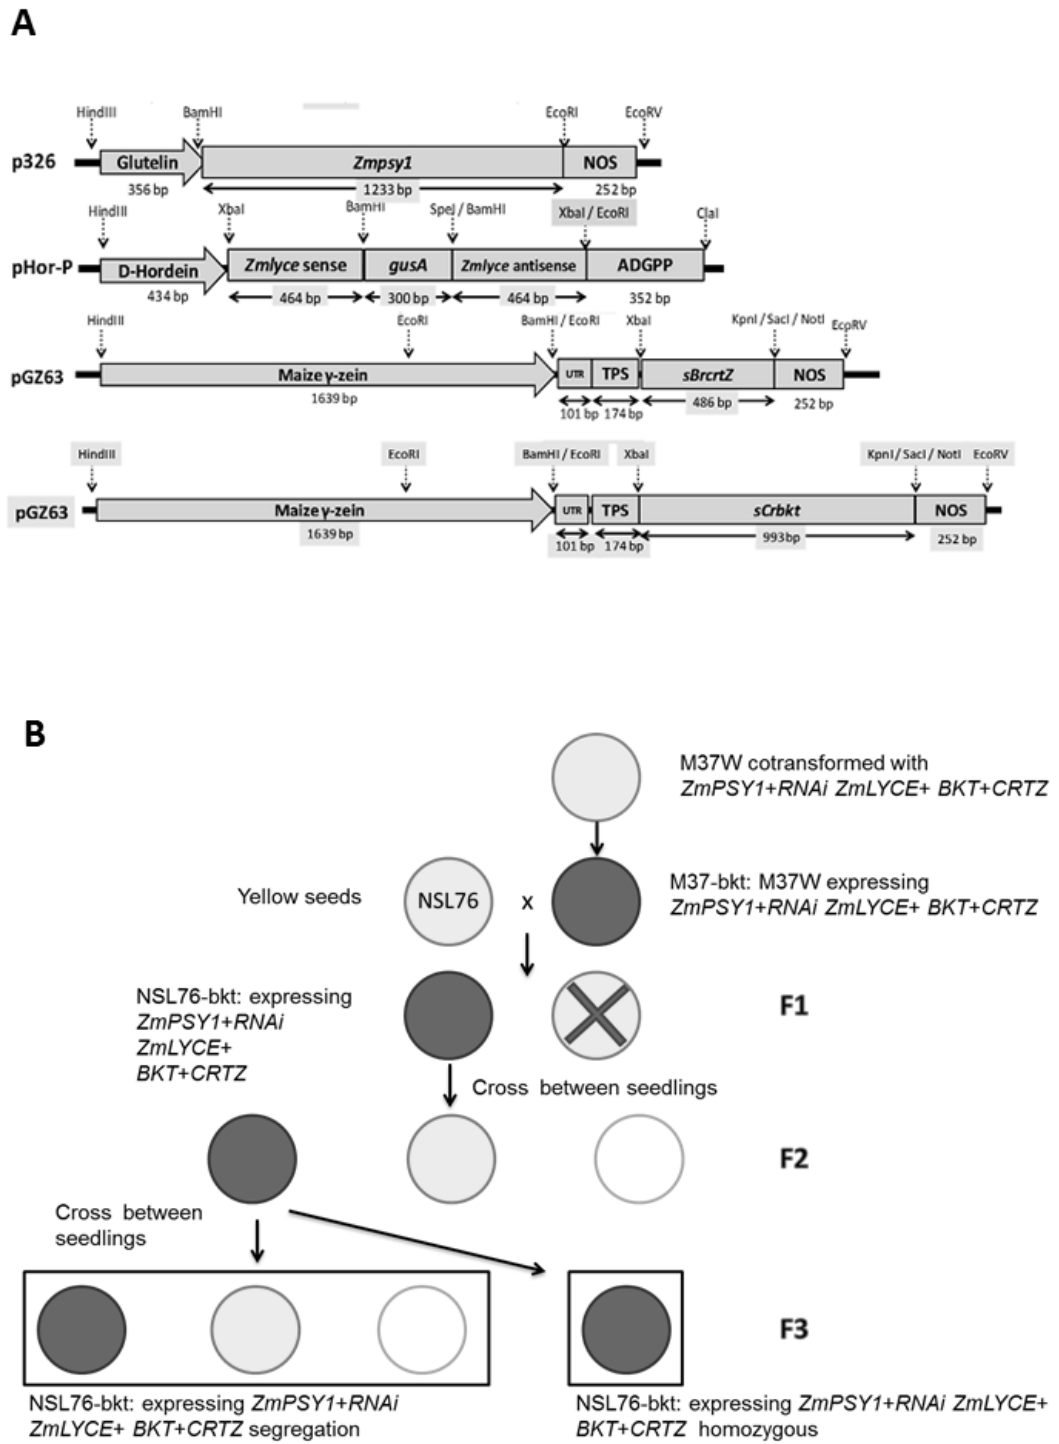 A
HindIII BamHI EcoRI EcoRV
p326 Glutelin Zmpsy1 NOS
356 bp 1233 bp 252 bp
HindIII XbaI BamHI SpeI / BamHI XbaI / EcoRI ClaI
pHor-P D-Hordein Zmlyce sense gusA Zmlyce antisense ADGPP
434 bp 464 bp 300 bp 464 bp 352 bp
HindIII EcoRI BamHI / EcoRI XbaI KpnI / SacI / NotI EcoRV
pGZ63 Maize γ-zein UTR TPS sBrcrtZ NOS
1639 bp 101 bp 174 bp 486 bp 252 bp
HindIII EcoRI BamHI / EcoRI XbaI KpnI / SacI / NotI EcoRV
pGZ63 Maize γ-zein UTR TPS sCrbkt NOS
1639 bp 101 bp 174 bp 993 bp 252 bp
B
M37W cotransformed with
ZmPSY1+RNAi ZmLYCE+ BKT+CRTZ
Yellow seeds NSL76 x
M37-bkt: M37W expressing
ZmPSY1+RNAi ZmLYCE+ BKT+CRTZ
NSL76-bkt: expressing
ZmPSY1+RNAi
ZmLYCE+
BKT+CRTZ
F1
Cross between seedlings
F2
Cross between
seedlings
F3
NSL76-bkt: expressing ZmPSY1+RNAi
ZmLYCE+ BKT+CRTZ segregation
NSL76-bkt: expressing ZmPSY1+RNAi ZmLYCE+
BKT+CRTZ homozygous